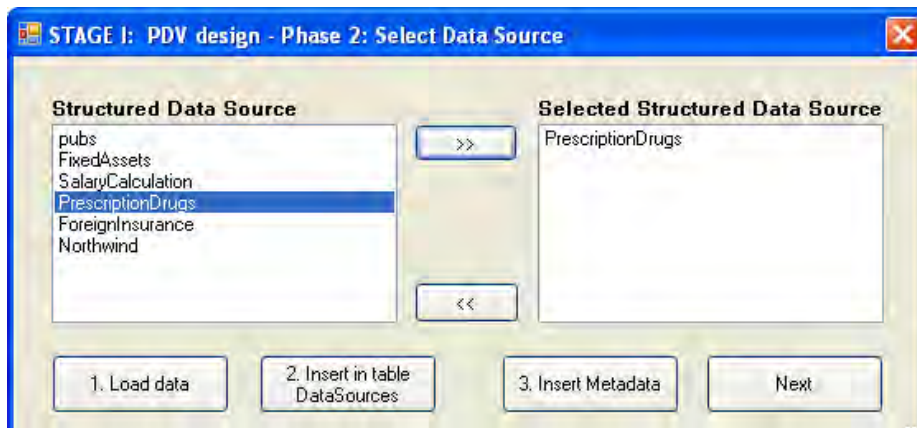 STAGE I: PDV design - Phase 2: Select Data Source
Structured Data Source
pubs
FixedAssets
SalaryCalculation
PrescriptionDrugs
ForeignInsurance
Northwind
>>
<<
Selected Structured Data Source
PrescriptionDrugs
1. Load data
2. Insert in table
DataSources
3. Insert Metadata
Next